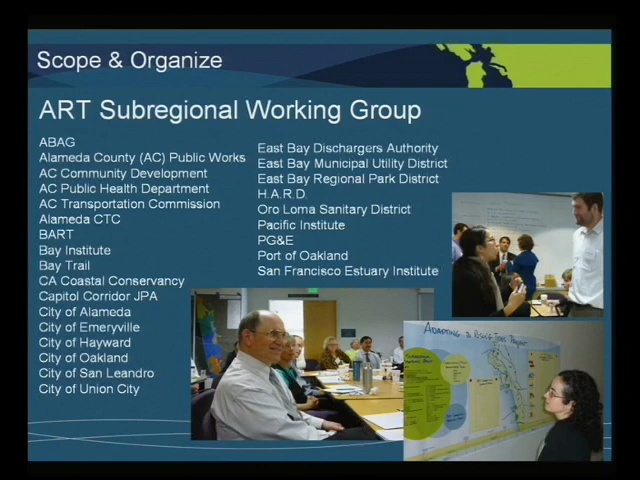 Scope & Organize
ART Subregional Working Group
ABAG
Alameda County (AC) Public Works
AC Community Development
AC Public Health Department
AC Transportation Commission
Alameda CTC
BART
Bay Institute
Bay Trail
CA Coastal Conservancy
Capitol Corridor JPA
City of Alameda
City of Emeryville
City of Hayward
City of Oakland
City of San Leandro
City of Union City
East Bay Dischargers Authority
East Bay Municipal Utility District
East Bay Regional Park District
H.A.R.D.
Oro Loma Sanitary District
Pacific Institute
PG&E
Port of Oakland
San Francisco Estuary Institute
ADAPTING to RISING TIDES Project